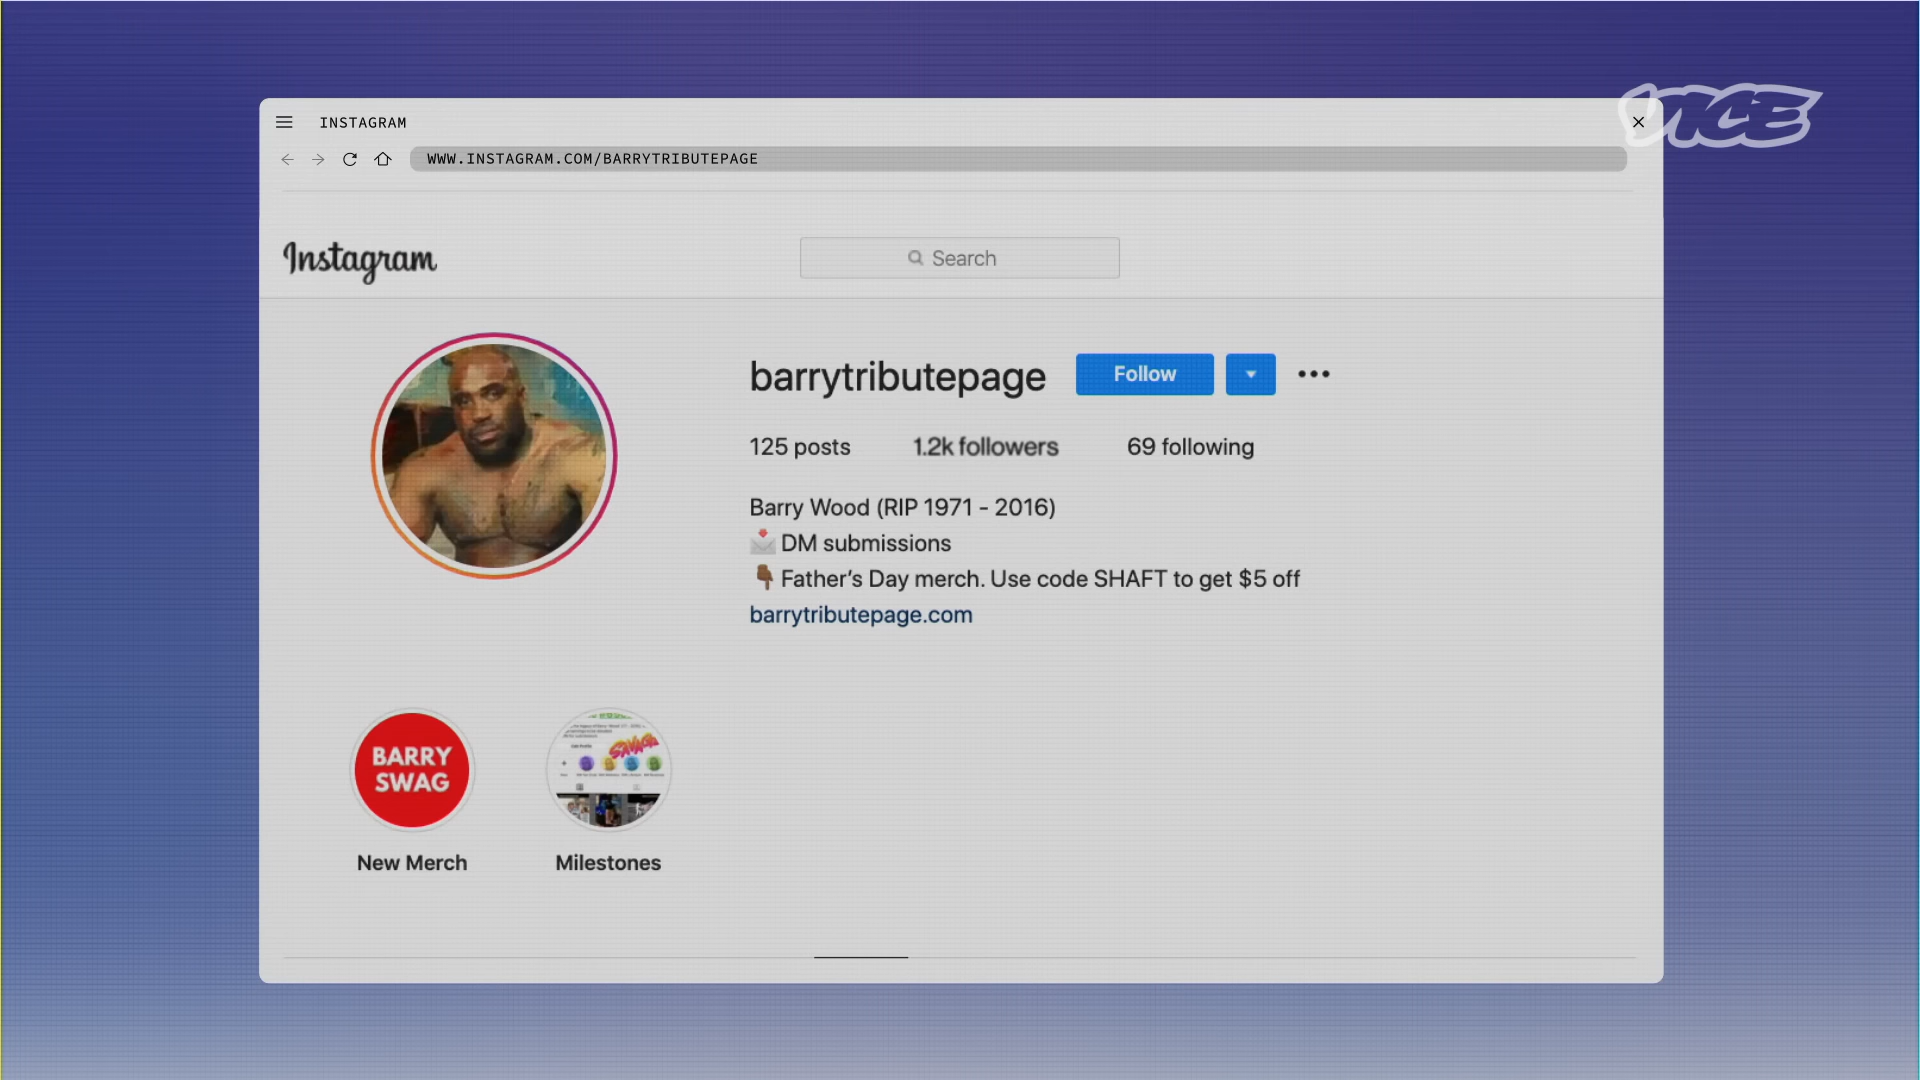 VICE
INSTAGRAM
WWW.INSTAGRAM.COM/BARRYTRIBUTEPAGE
Instagram
Search
barrytributepage
Follow
125 posts 1.2k followers 69 following
Barry Wood (RIP 1971 - 2016)
DM submissions
Father’s Day merch. Use code SHAFT to get $5 off
barrytributepage.com
BARRY
SWAG
SAVAGE
New Merch
Milestones